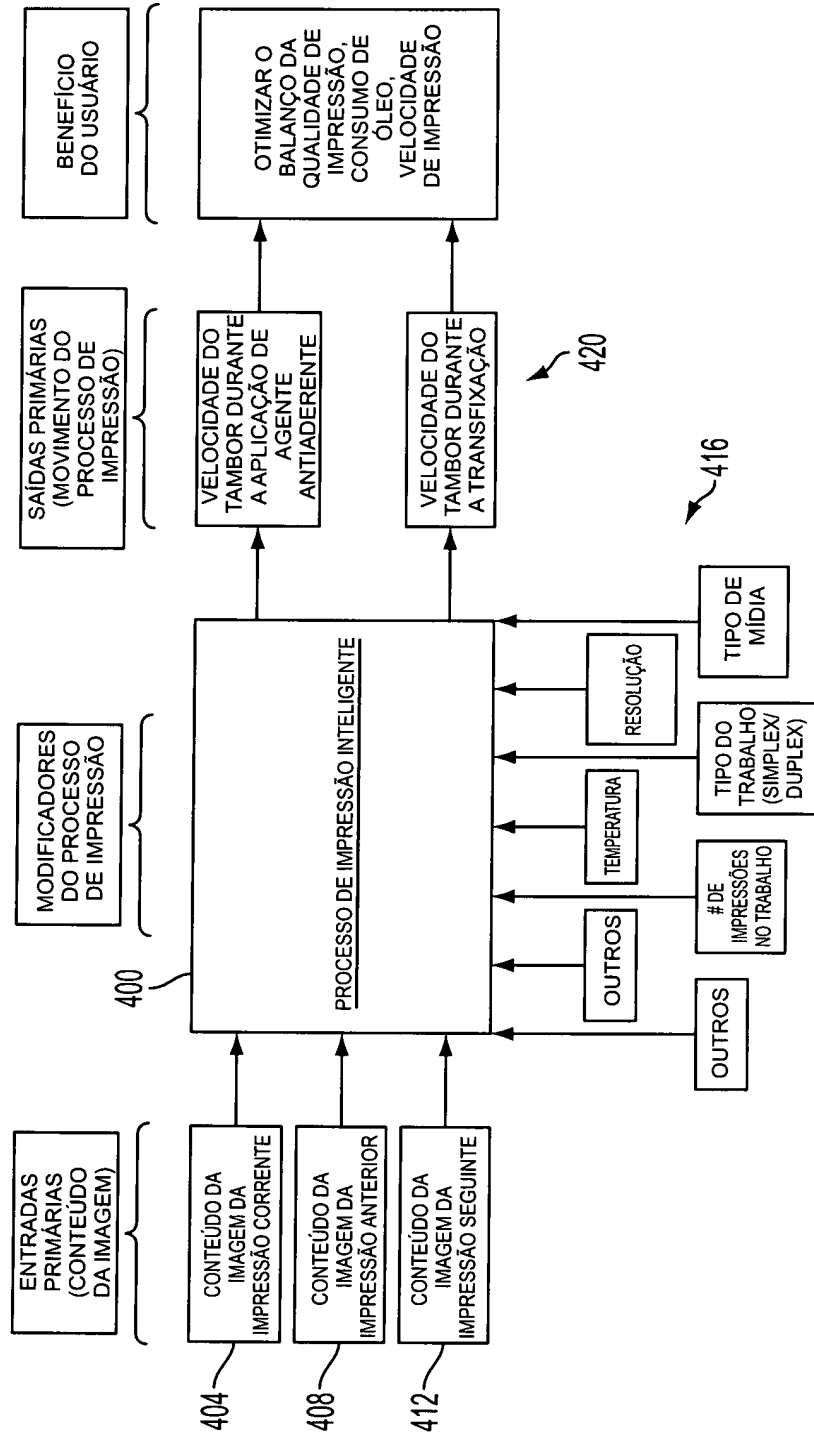 ENTRADAS
PRIMÁRIAS
(CONTEÚDO
DA IMAGEM)
MODIFICADORES
DO PROCESSO
DE IMPRESSÃO
SAÍDAS PRIMÁRIAS
(MOVIMENTO DO
PROCESSO DE
IMPRESSÃO)
BENEFÍCIO
DO USUÁRIO
404
CONTEÚDO DA
IMAGEM DA
IMPRESSÃO CORRENTE
408
CONTEÚDO DA
IMAGEM DA
IMPRESSÃO ANTERIOR
412
CONTEÚDO DA
IMAGEM DA
IMPRESSÃO SEGUINTE
400
PROCESSO DE IMPRESSÃO INTELIGENTE
VELOCIDADE DO
TAMBOR DURANTE
A APLICAÇÃO DE
AGENTE
ANTIADERENTE
VELOCIDADE DO
TAMBOR DURANTE
A TRANSFIXAÇÃO
420
OTIMIZAR O
BALANÇO DA
QUALIDADE DE
IMPRESSÃO,
CONSUMO DE
ÓLEO,
VELOCIDADE
DE IMPRESSÃO
OUTROS
OUTROS
# DE
IMPRESSÕES
NO TRABALHO
TEMPERATURA
TIPO DO
TRABALHO
(SIMPLEX/
DUPLEX)
RESOLUÇÃO
TIPO DE
MÍDIA
416